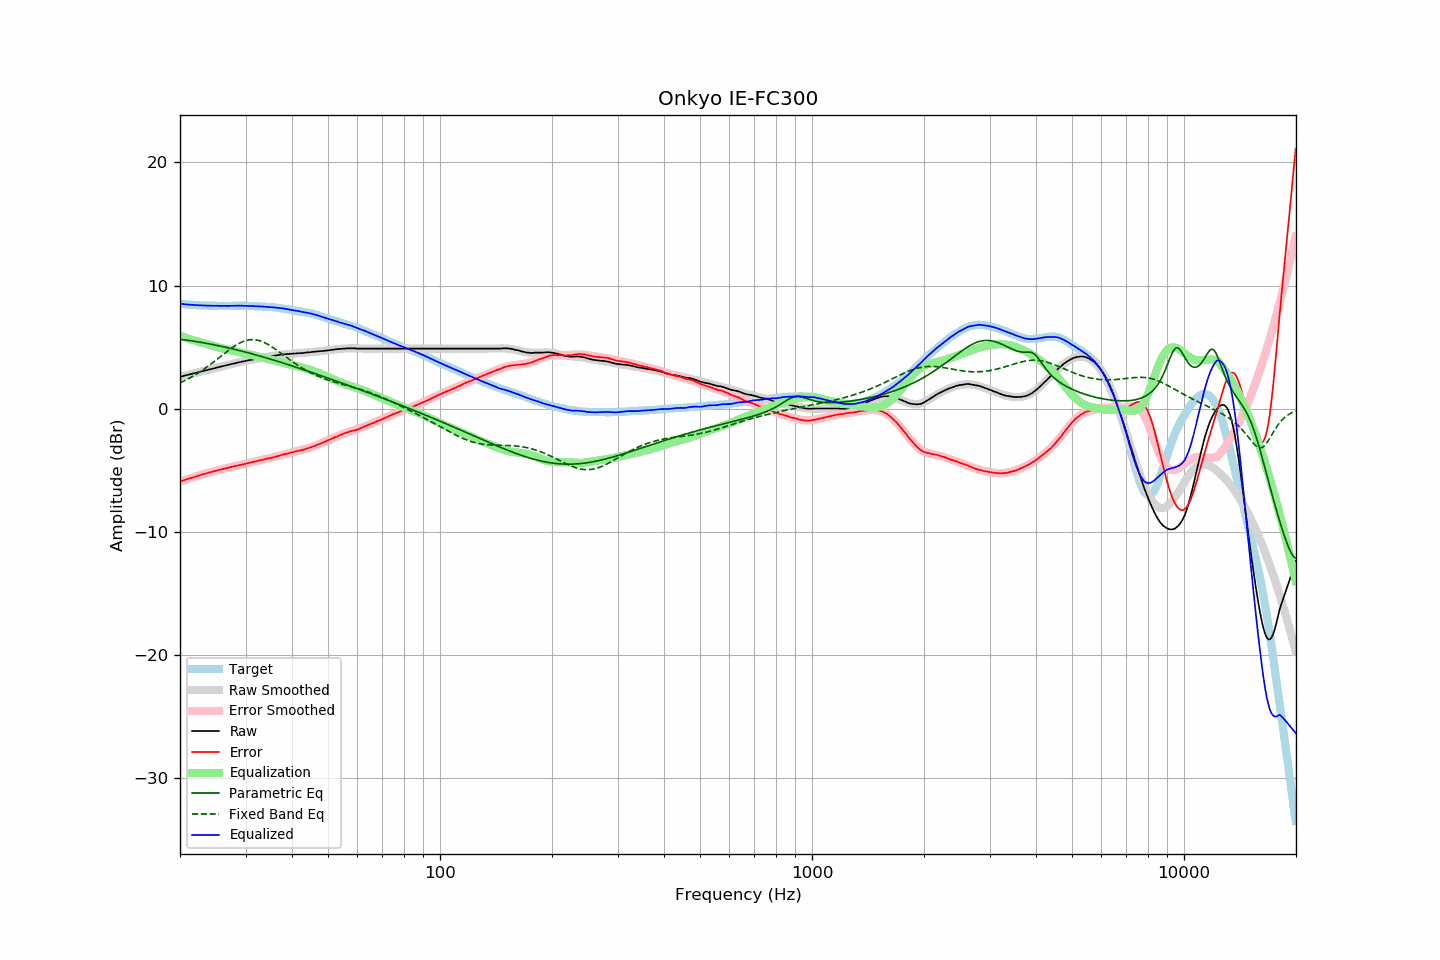 Onkyo IE-FC300
20
10
0
−10
−20
−30
Amplitude (dBr)
Target
Raw Smoothed
Error Smoothed
Raw
Error
Equalization
Parametric Eq
Fixed Band Eq
Equalized
100
1000
10000
Frequency (Hz)